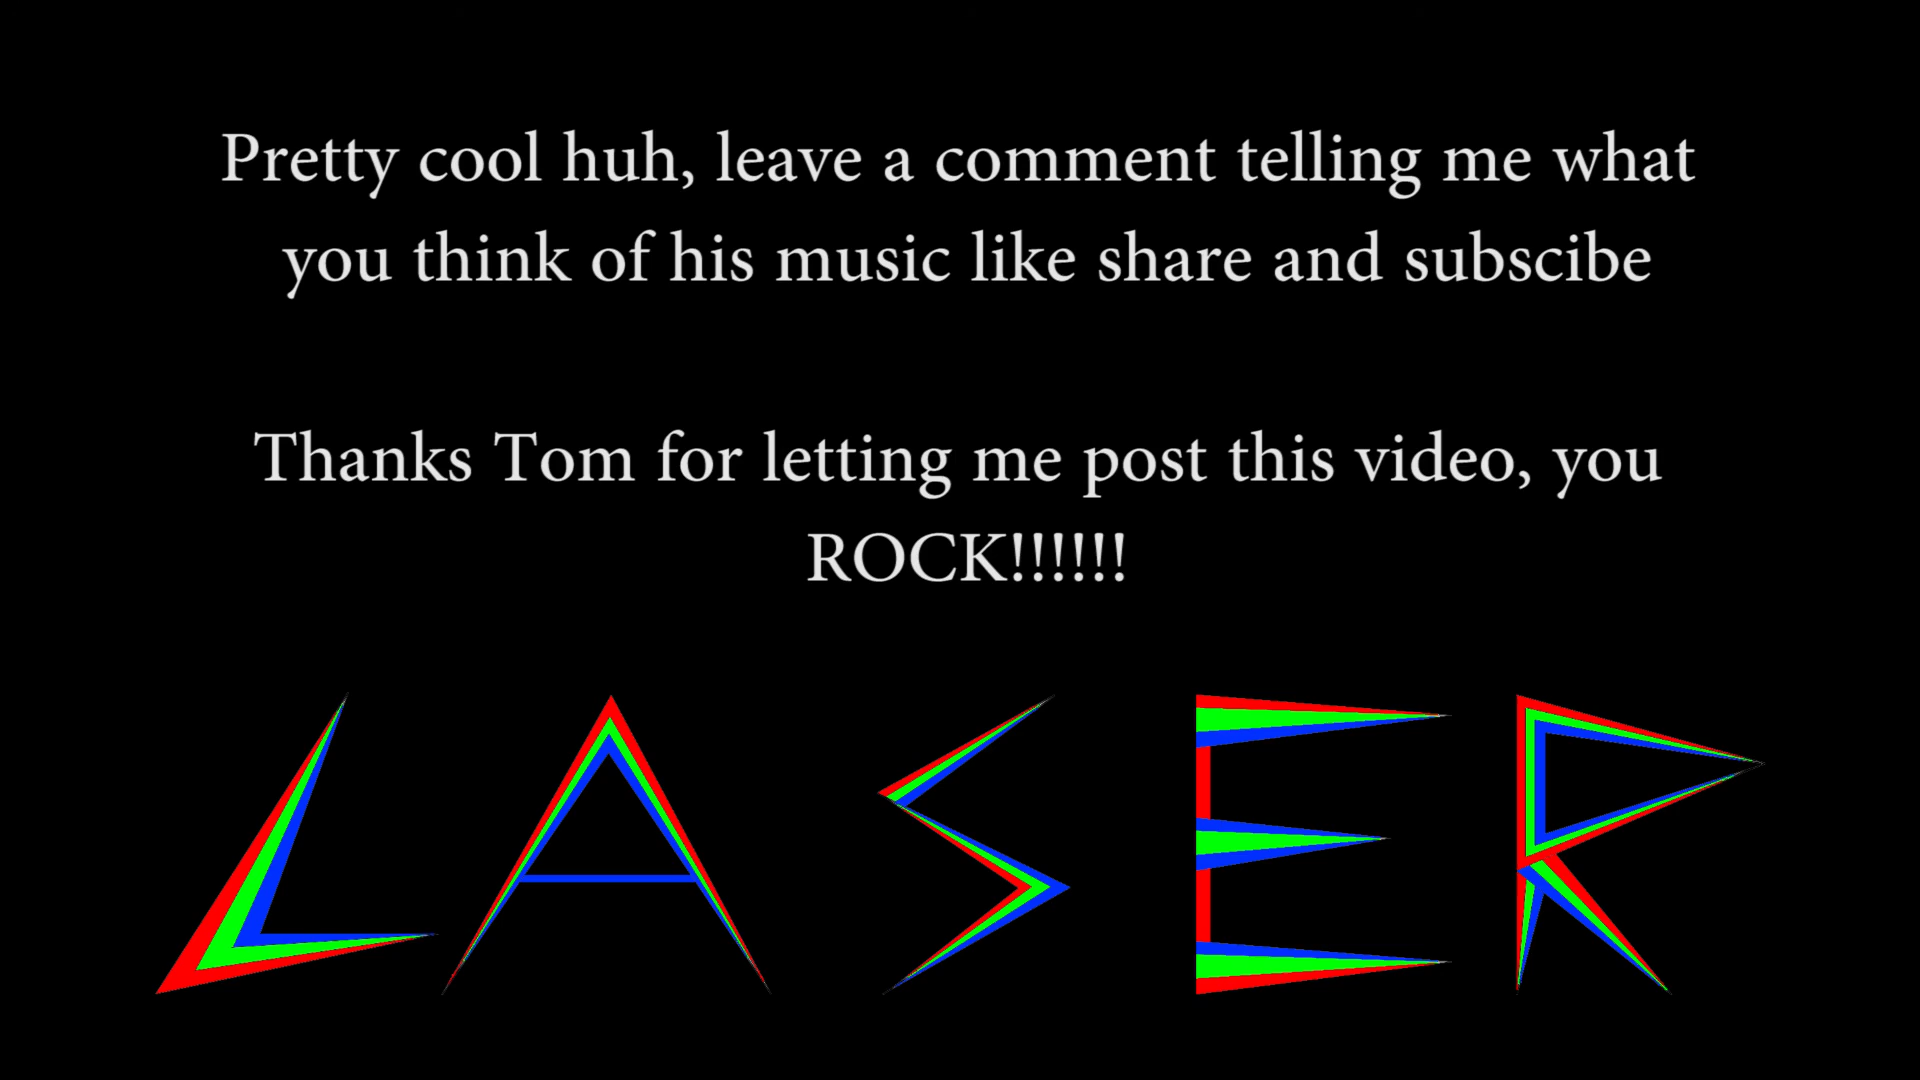 Pretty cool huh, leave a comment telling me what
you think of his music like share and subscibe
Thanks Tom for letting me post this video, you
ROCK!!!!!!
LASER